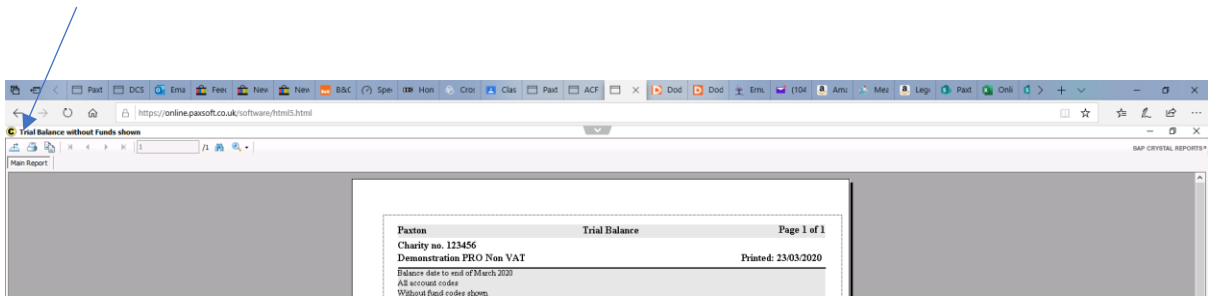 Paxt DCS Ema Feec New New B&C Spe Hon Cros Clas Paxt ACF Dod Dod Ernu (104 Ama Mea Lego Paxt Onli
https://online.paxsoft.co.uk/software/html5.html
Trial Balance without Funds shown
1 /1
SAP CRYSTAL REPORTS®
Main Report
Paxton Trial Balance Page 1 of 1
Charity no. 123456
Demonstration PRO Non VAT Printed: 23/03/2020
Balance date to end of March 2020
All account codes
Without fund codes shown